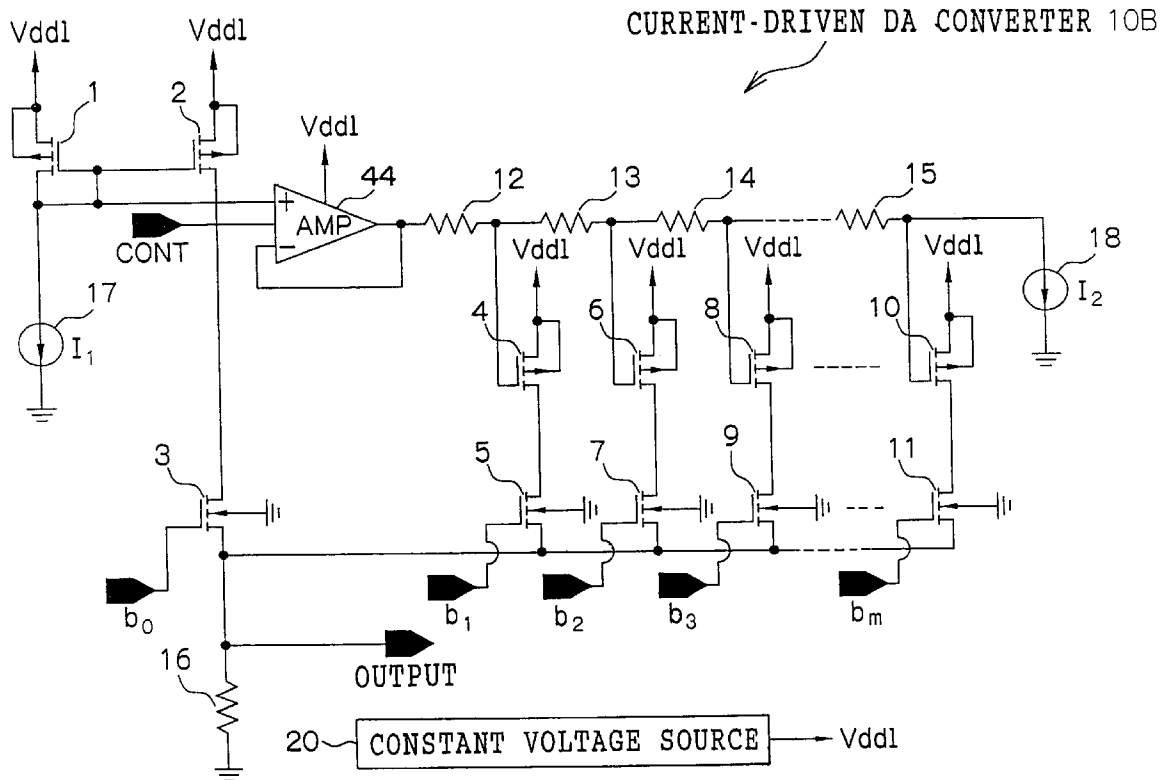 CURRENT-DRIVEN DA CONVERTER 10B
Vddl
Vddl
1
2
Vddl
44
12
13
14
15
+
AMP
−
CONT
Vddl
Vddl
Vddl
Vddl
18
I₂
17
I₁
4
6
8
10
3
5
7
9
11
b₀
b₁
b₂
b₃
bₘ
16
OUTPUT
20
CONSTANT VOLTAGE SOURCE
Vddl